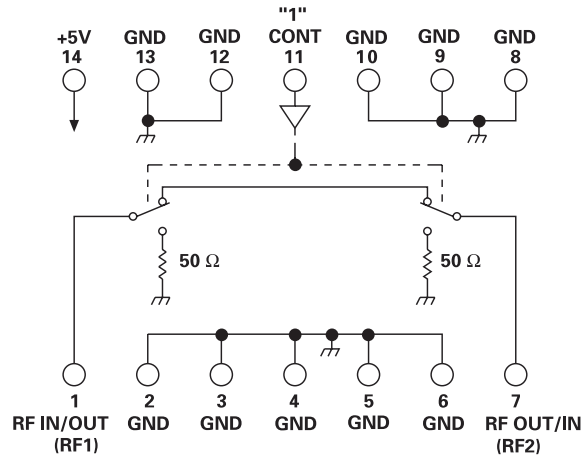 "1"
+5V GND GND CONT GND GND GND
14 13 12 11 10 9 8
50 Ω 50 Ω
1 2 3 4 5 6 7
RF IN/OUT GND GND GND GND GND RF OUT/IN
(RF1) (RF2)